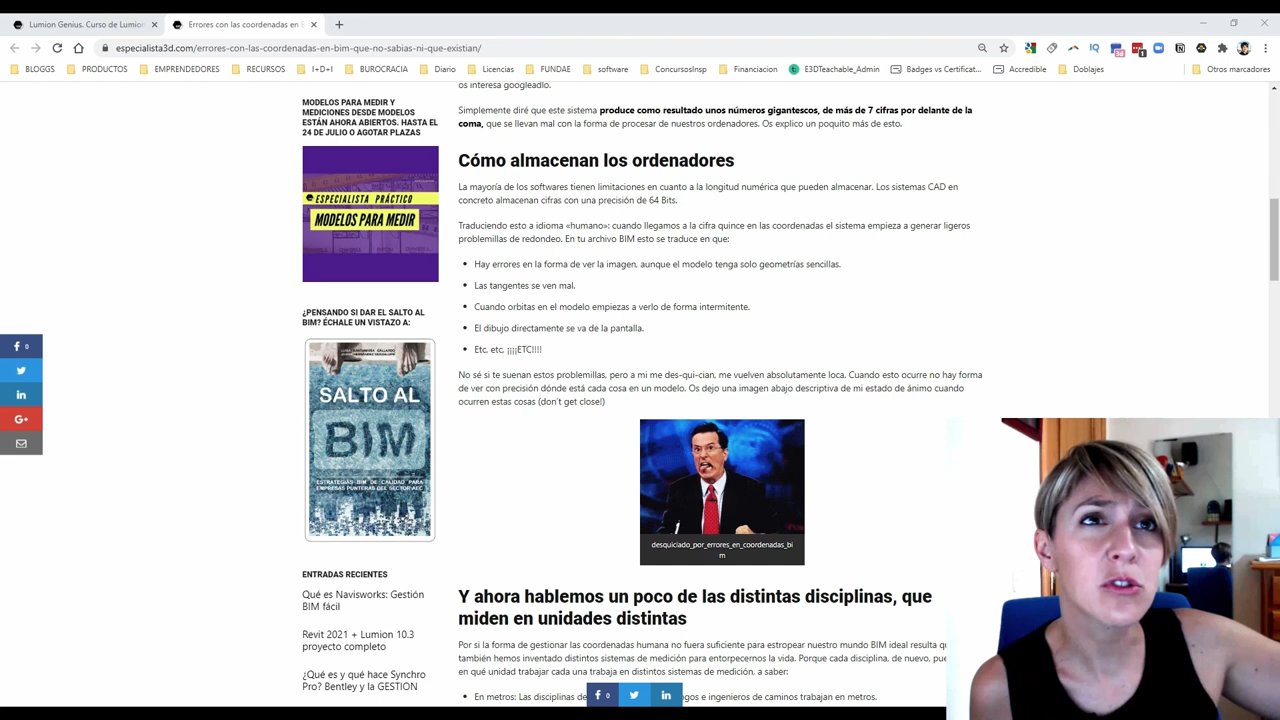 Lumion Genius. Curso de Lumion
Errores con las coordenadas en B
especialista3d.com/errores-con-las-coordenadas-en-bim-que-no-sabias-ni-que-existian/
BLOGGS
PRODUCTOS
EMPRENDEDORES
RECURSOS
I+D+I
BUROCRACIA
Diario
Licencias
FUNDAE
software
ConcursosInsp
Financiacion
E3DTeachable_Admin
Badges vs Certificat...
Accredible
Doblajes
Otros marcadores
MODELOS PARA MEDIR Y
MEDICIONES DESDE MODELOS
ESTÁN AHORA ABIERTOS. HASTA EL
24 DE JULIO O AGOTAR PLAZAS
ESPECIALISTA PRÁCTICO
MODELOS PARA MEDIR
¿PENSANDO SI DAR EL SALTO AL
BIM? ÉCHALE UN VISTAZO A:
SALTO AL
BIM
ESTRATEGIAS BIM DE CALIDAD PARA
EMPRESAS PUNTERAS DEL SECTOR AEC
ENTRADAS RECIENTES
Qué es Navisworks: Gestión
BIM fácil
Revit 2021 + Lumion 10.3
proyecto completo
¿Qué es y qué hace Synchro
Pro? Bentley y la GESTION
os interesa googlearlo.
Simplemente diré que este sistema produce como resultado unos números gigantescos, de más de 7 cifras por delante de la
coma, que se llevan mal con la forma de procesar de nuestros ordenadores. Os explico un poquito más de esto.
Cómo almacenan los ordenadores
La mayoría de los softwares tienen limitaciones en cuanto a la longitud numérica que pueden almacenar. Los sistemas CAD en
concreto almacenan cifras con una precisión de 64 Bits.
Traduciendo esto a idioma «humano»: cuando llegamos a la cifra quince en las coordenadas el sistema empieza a generar ligeros
problemillas de redondeo. En tu archivo BIM esto se traduce en que:
Hay errores en la forma de ver la imagen, aunque el modelo tenga solo geometrías sencillas.
Las tangentes se ven mal.
Cuando orbitas en el modelo empiezas a verlo de forma intermitente.
El dibujo directamente se va de la pantalla.
Etc, etc, ¡¡¡¡ETC!!!!
No sé si te suenan estos problemillas, pero a mi me des-qui-cian, me vuelven absolutamente loca. Cuando esto ocurre no hay forma
de ver con precisión dónde está cada cosa en un modelo. Os dejo una imagen abajo descriptiva de mi estado de ánimo cuando
ocurren estas cosas (don't get close!)
desquiciado_por_errores_en_coordenadas_bi
m
Y ahora hablemos un poco de las distintas disciplinas, que
miden en unidades distintas
Por si la forma de gestionar las coordenadas humana no fuera suficiente para estropear nuestro mundo BIM ideal resulta q
también hemos inventado distintos sistemas de medición para entorpecernos la vida. Porque cada disciplina, de nuevo, pue
en qué unidad trabajar cada una trabaja en distintos sistemas de medición, a saber:
En metros: Las disciplinas de
ogos e ingenieros de caminos trabajan en metros.
0
0